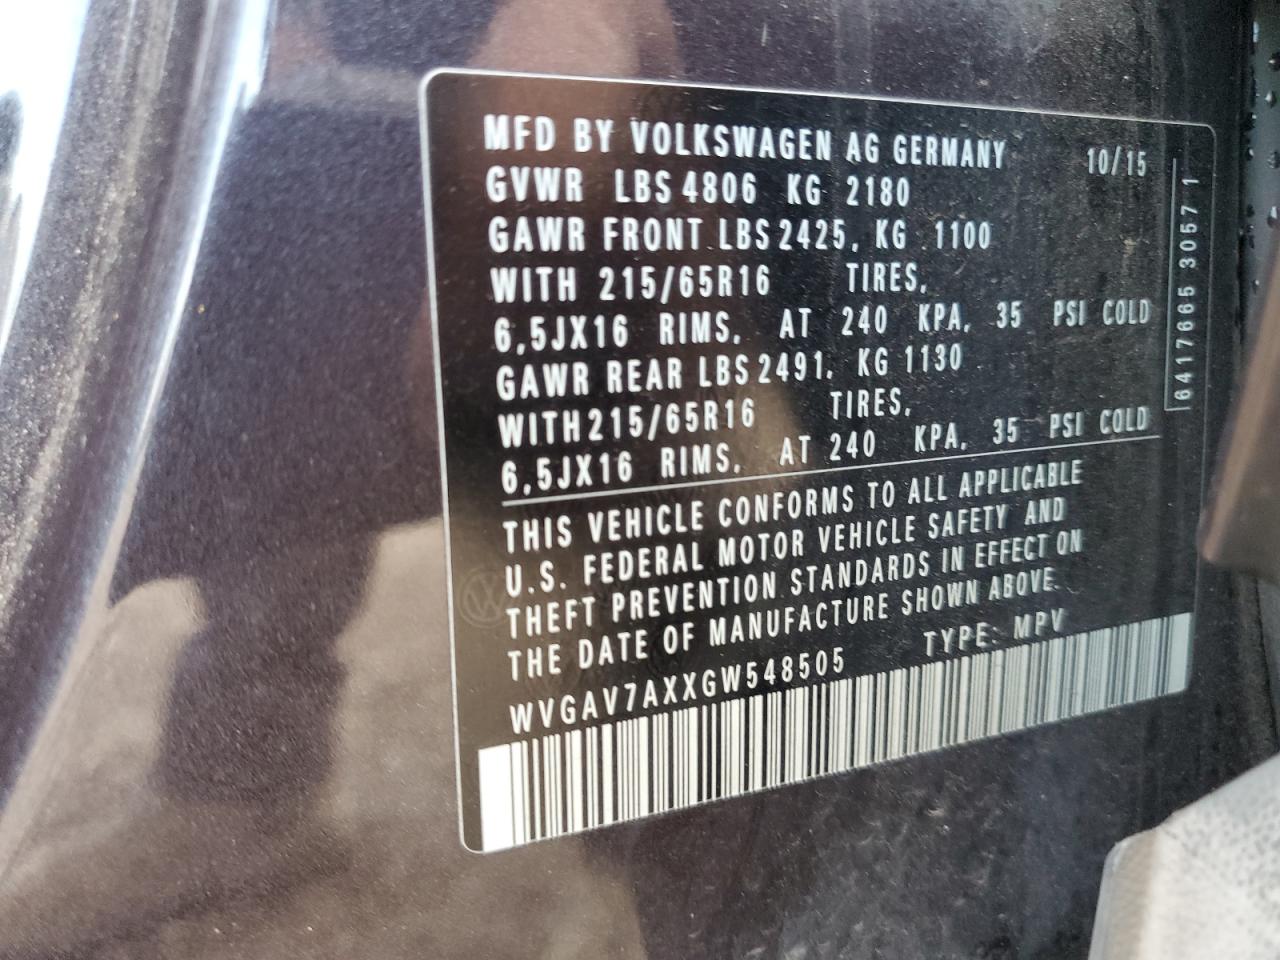 MFD BY VOLKSWAGEN AG GERMANY 10/15
GVWR LBS 4806 KG 2180
GAWR FRONT LBS 2425, KG 1100
WITH 215/65R16 TIRES,
6,5JX16 RIMS, AT 240 KPA, 35 PSI COLD
GAWR REAR LBS 2491, KG 1130
WITH 215/65R16 TIRES,
6,5JX16 RIMS, AT 240 KPA, 35 PSI COLD
THIS VEHICLE CONFORMS TO ALL APPLICABLE
U.S. FEDERAL MOTOR VEHICLE SAFETY AND
THEFT PREVENTION STANDARDS IN EFFECT ON
THE DATE OF MANUFACTURE SHOWN ABOVE.
WVGAV7AXXGW548505 TYPE: MPV
6417665 3057 1